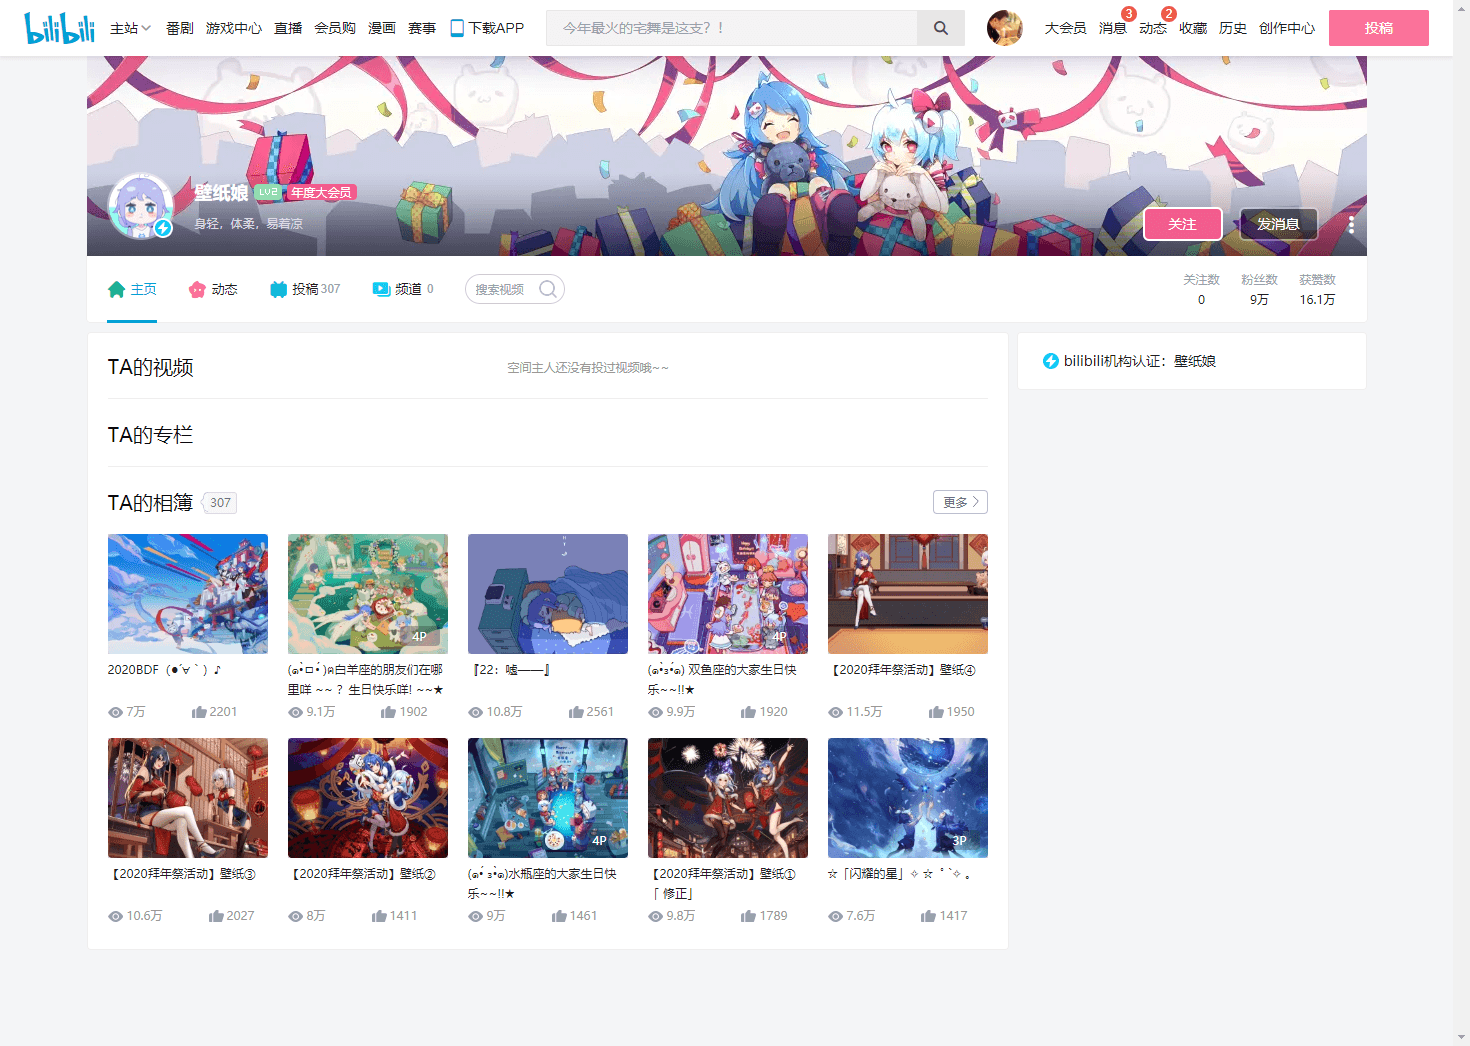 bilibili 主站 番剧 游戏中心 直播 会员购 漫画 赛事 下载APP 今年最火的宅舞是这支？！ 大会员 消息 3 动态 2 收藏 历史 创作中心 投稿
壁纸娘 LV2 年度大会员
身轻，体柔，易着凉
关注 发消息
主页 动态 投稿 307 频道 0 搜索视频
关注数 粉丝数 获赞数
0 9万 16.1万
TA的视频 空间主人还没有投过视频哦~~
bilibili机构认证：壁纸娘
TA的专栏
TA的相簿 307 更多
4P 4P
2020BDF（●´∀｀）♪
(๑•̀ㅁ•́ )ฅ白羊座的朋友们在哪里咩 ~~ ？ 生日快乐咩! ~~★
『22：嘘——』
(๑•̀з•́๑) 双鱼座的大家生日快乐~~!!★
【2020拜年祭活动】壁纸④
7万 2201 9.1万 1902 10.8万 2561 9.9万 1920 11.5万 1950
4P 3P
【2020拜年祭活动】壁纸③
【2020拜年祭活动】壁纸②
(๑•̀з•́๑)水瓶座的大家生日快乐~~!!★
【2020拜年祭活动】壁纸①「 修正」
☆「闪耀的星」✧ ☆ ﾟ`✧ 。
10.6万 2027 8万 1411 9万 1461 9.8万 1789 7.6万 1417